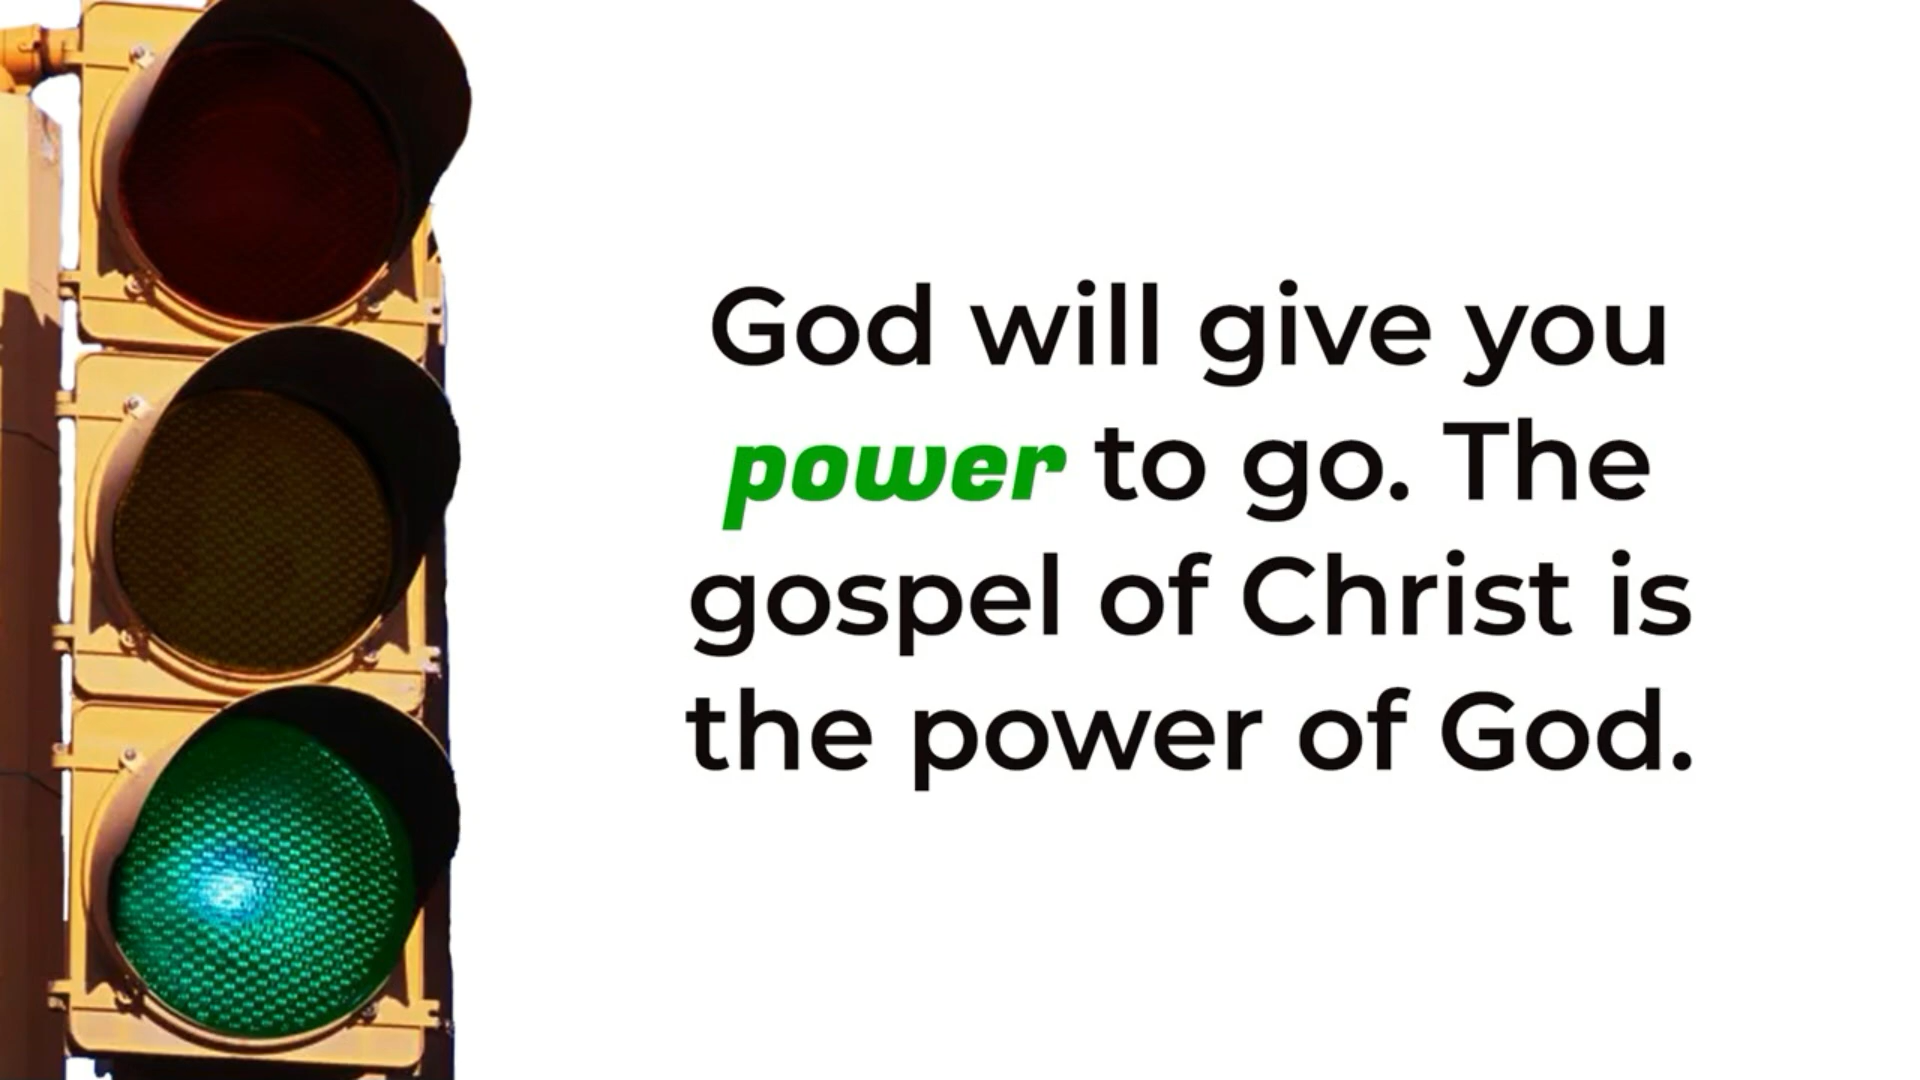 God will give you
power to go. The
gospel of Christ is
the power of God.